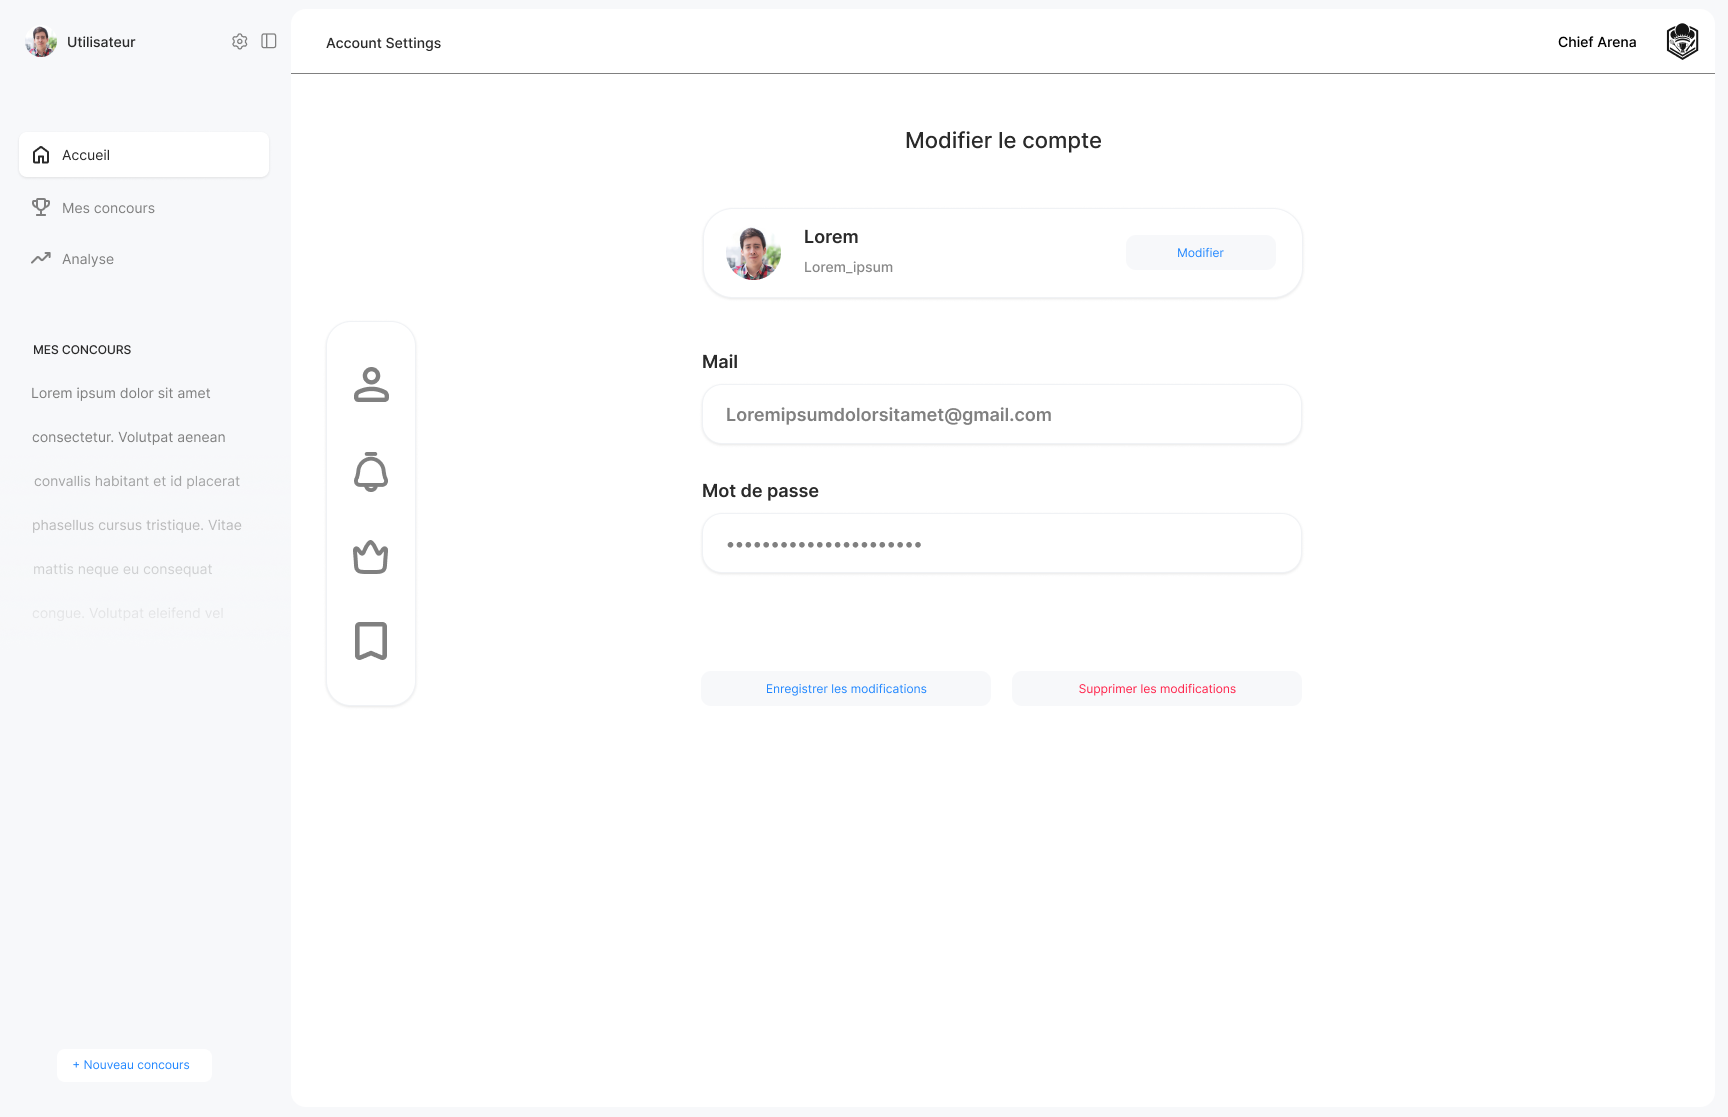 Utilisateur
Account Settings
Chief Arena
Accueil
Mes concours
Analyse
MES CONCOURS
Lorem ipsum dolor sit amet
consectetur. Volutpat aenean
convallis habitant et id placerat
phasellus cursus tristique. Vitae
mattis neque eu consequat
congue. Volutpat eleifend vel
+ Nouveau concours
Modifier le compte
Lorem
Lorem_ipsum
Modifier
Mail
Loremipsumdolorsitamet@gmail.com
Mot de passe
••••••••••••••••••••••
Enregistrer les modifications
Supprimer les modifications